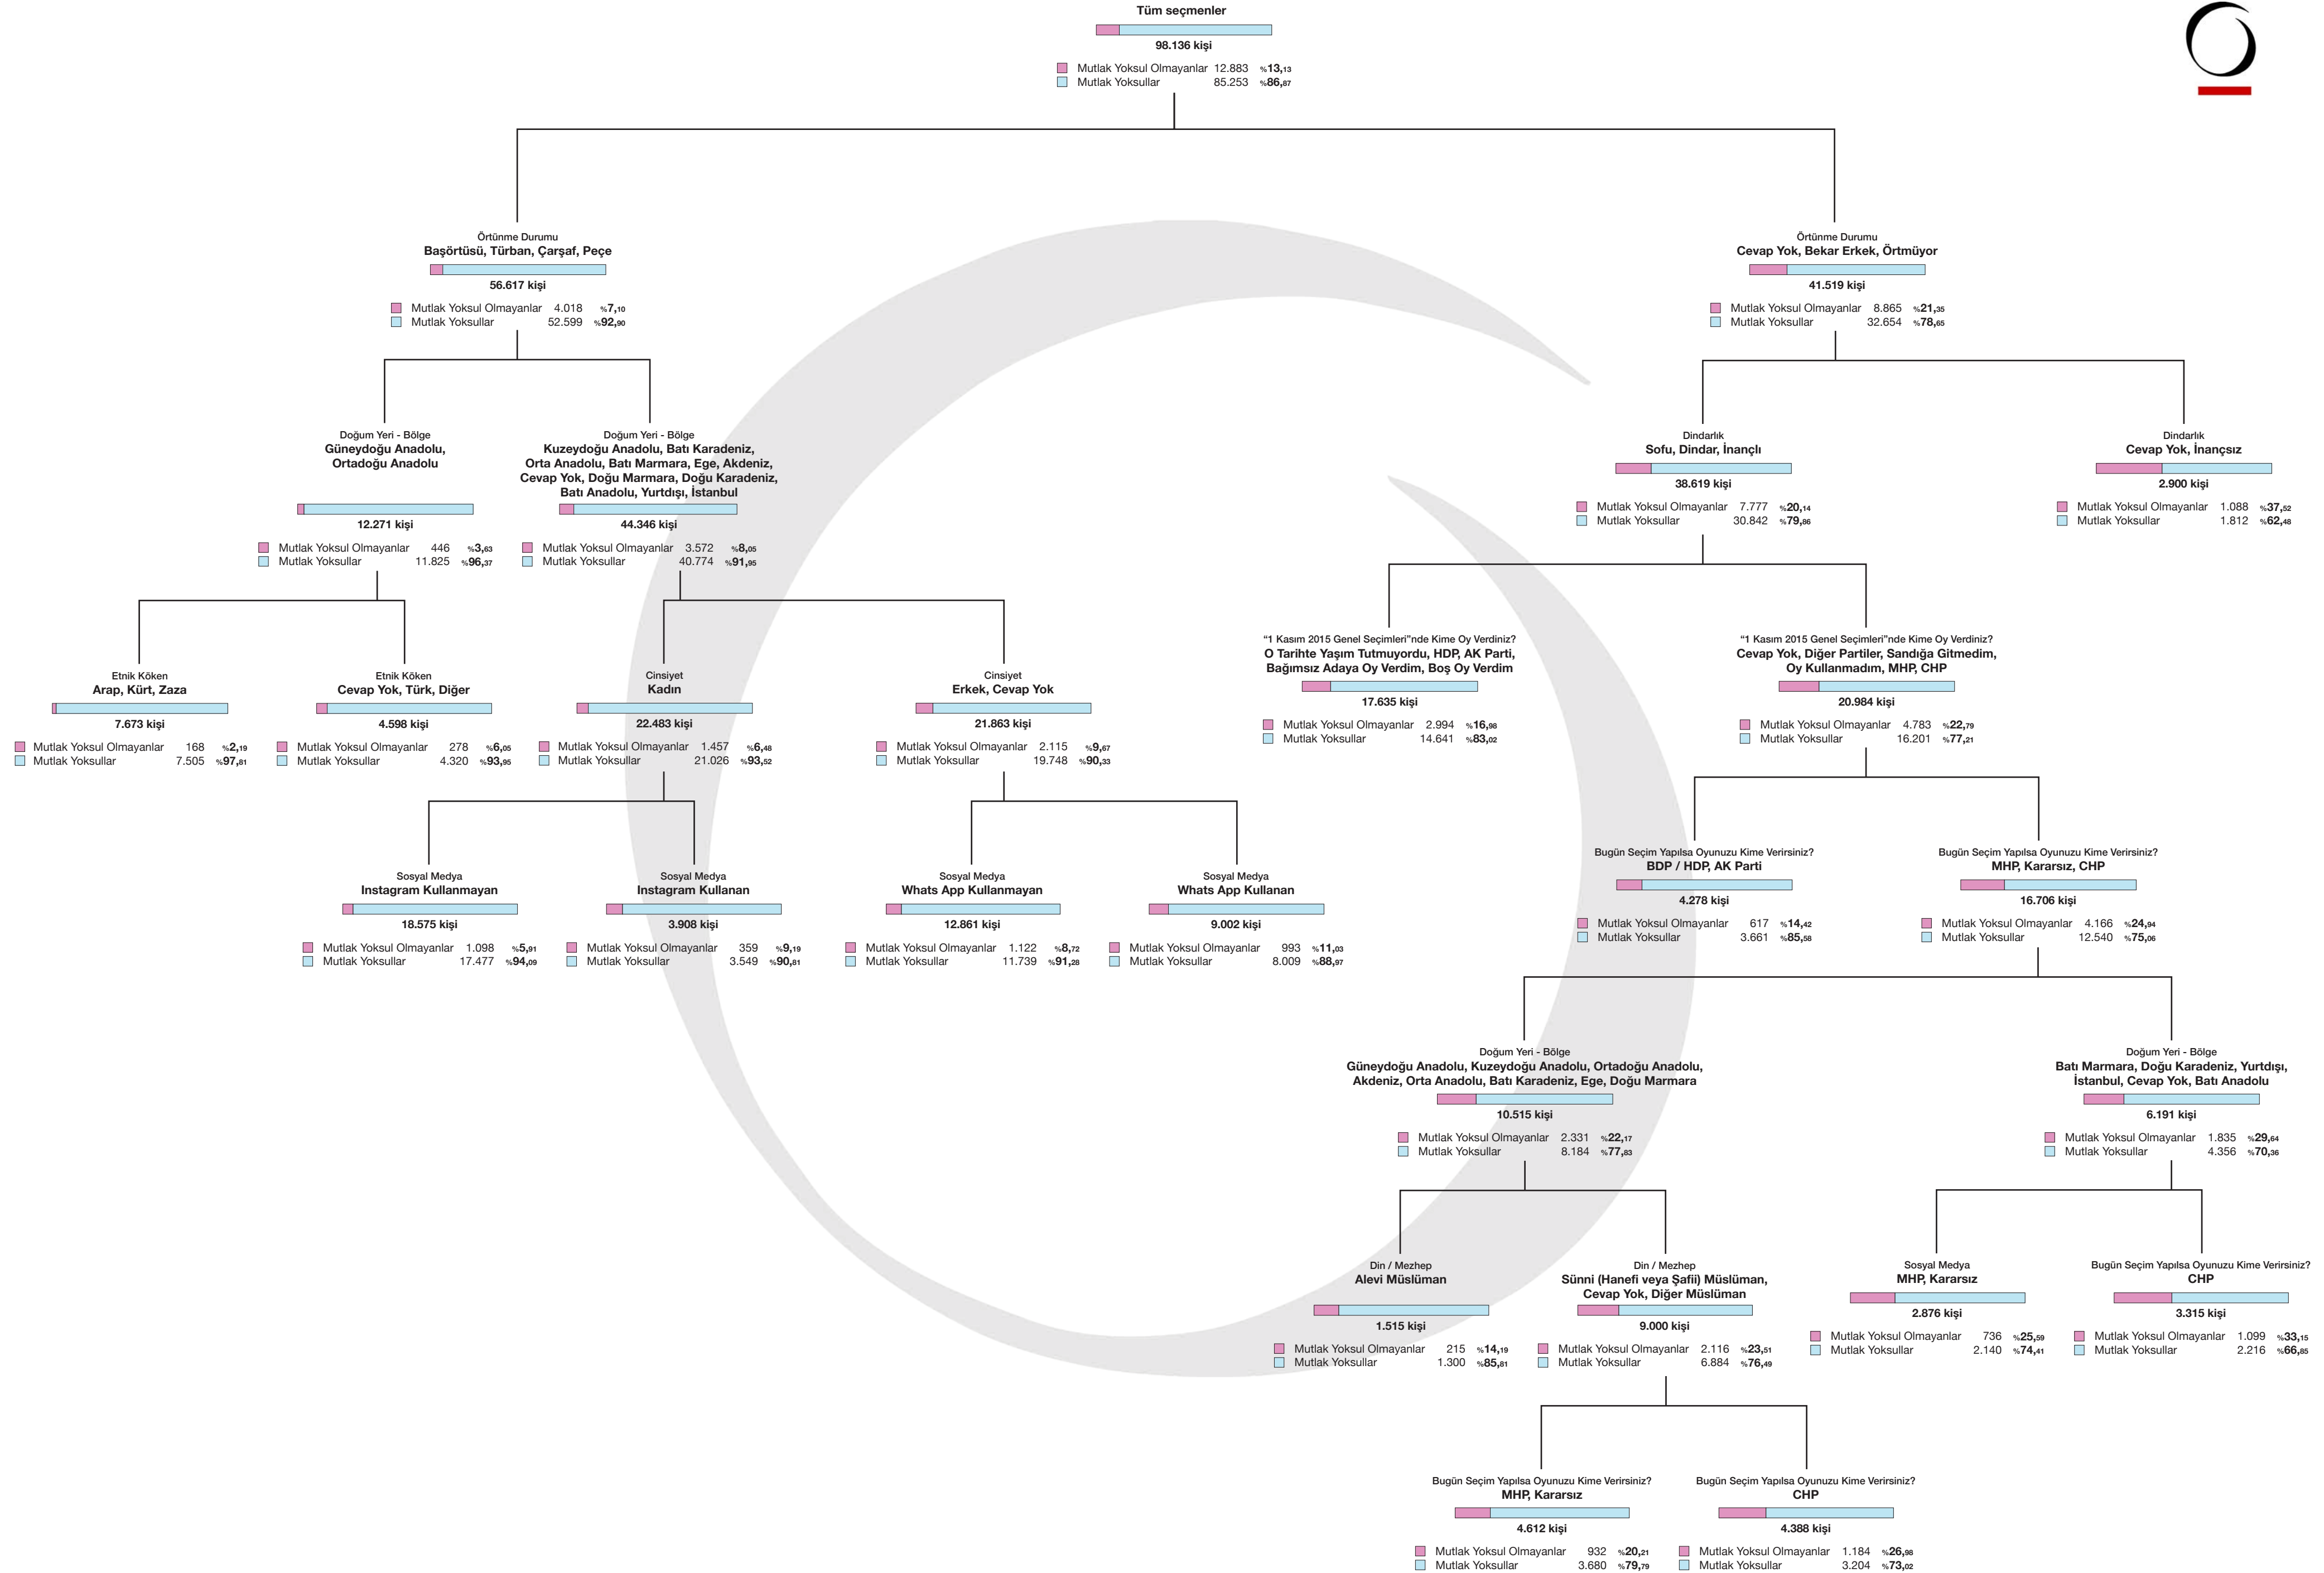 Tüm seçmenler
98.136 kişi
Mutlak Yoksul Olmayanlar 12.883 %13,13
Mutlak Yoksullar 85.253 %86,87
Örtünme Durumu
Başörtüsü, Türban, Çarşaf, Peçe
56.617 kişi
Mutlak Yoksul Olmayanlar 4.018 %7,10
Mutlak Yoksullar 52.599 %92,90
Örtünme Durumu
Cevap Yok, Bekar Erkek, Örtmüyor
41.519 kişi
Mutlak Yoksul Olmayanlar 8.865 %21,35
Mutlak Yoksullar 32.654 %78,65
Doğum Yeri - Bölge
Güneydoğu Anadolu,
Ortadoğu Anadolu
12.271 kişi
Mutlak Yoksul Olmayanlar 446 %3,63
Mutlak Yoksullar 11.825 %96,37
Doğum Yeri - Bölge
Kuzeydoğu Anadolu, Batı Karadeniz,
Orta Anadolu, Batı Marmara, Ege, Akdeniz,
Cevap Yok, Doğu Marmara, Doğu Karadeniz,
Batı Anadolu, Yurtdışı, İstanbul
44.346 kişi
Mutlak Yoksul Olmayanlar 3.572 %8,05
Mutlak Yoksullar 40.774 %91,95
Dindarlık
Sofu, Dindar, İnançlı
38.619 kişi
Mutlak Yoksul Olmayanlar 7.777 %20,14
Mutlak Yoksullar 30.842 %79,86
Dindarlık
Cevap Yok, İnançsız
2.900 kişi
Mutlak Yoksul Olmayanlar 1.088 %37,52
Mutlak Yoksullar 1.812 %62,48
Etnik Köken
Arap, Kürt, Zaza
7.673 kişi
Mutlak Yoksul Olmayanlar 168 %2,19
Mutlak Yoksullar 7.505 %97,81
Etnik Köken
Cevap Yok, Türk, Diğer
4.598 kişi
Mutlak Yoksul Olmayanlar 278 %6,05
Mutlak Yoksullar 4.320 %93,95
Cinsiyet
Kadın
22.483 kişi
Mutlak Yoksul Olmayanlar 1.457 %6,48
Mutlak Yoksullar 21.026 %93,52
Cinsiyet
Erkek, Cevap Yok
21.863 kişi
Mutlak Yoksul Olmayanlar 2.115 %9,67
Mutlak Yoksullar 19.748 %90,33
“1 Kasım 2015 Genel Seçimleri”nde Kime Oy Verdiniz?
O Tarihte Yaşım Tutmuyordu, HDP, AK Parti,
Bağımsız Adaya Oy Verdim, Boş Oy Verdim
17.635 kişi
Mutlak Yoksul Olmayanlar 2.994 %16,98
Mutlak Yoksullar 14.641 %83,02
“1 Kasım 2015 Genel Seçimleri”nde Kime Oy Verdiniz?
Cevap Yok, Diğer Partiler, Sandığa Gitmedim,
Oy Kullanmadım, MHP, CHP
20.984 kişi
Mutlak Yoksul Olmayanlar 4.783 %22,79
Mutlak Yoksullar 16.201 %77,21
Sosyal Medya
Instagram Kullanmayan
18.575 kişi
Mutlak Yoksul Olmayanlar 1.098 %5,91
Mutlak Yoksullar 17.477 %94,09
Sosyal Medya
Instagram Kullanan
3.908 kişi
Mutlak Yoksul Olmayanlar 359 %9,19
Mutlak Yoksullar 3.549 %90,81
Sosyal Medya
Whats App Kullanmayan
12.861 kişi
Mutlak Yoksul Olmayanlar 1.122 %8,72
Mutlak Yoksullar 11.739 %91,28
Sosyal Medya
Whats App Kullanan
9.002 kişi
Mutlak Yoksul Olmayanlar 993 %11,03
Mutlak Yoksullar 8.009 %88,97
Bugün Seçim Yapılsa Oyunuzu Kime Verirsiniz?
BDP / HDP, AK Parti
4.278 kişi
Mutlak Yoksul Olmayanlar 617 %14,42
Mutlak Yoksullar 3.661 %85,58
Bugün Seçim Yapılsa Oyunuzu Kime Verirsiniz?
MHP, Kararsız, CHP
16.706 kişi
Mutlak Yoksul Olmayanlar 4.166 %24,94
Mutlak Yoksullar 12.540 %75,06
Doğum Yeri - Bölge
Güneydoğu Anadolu, Kuzeydoğu Anadolu, Ortadoğu Anadolu,
Akdeniz, Orta Anadolu, Batı Karadeniz, Ege, Doğu Marmara
10.515 kişi
Mutlak Yoksul Olmayanlar 2.331 %22,17
Mutlak Yoksullar 8.184 %77,83
Doğum Yeri - Bölge
Batı Marmara, Doğu Karadeniz, Yurtdışı,
İstanbul, Cevap Yok, Batı Anadolu
6.191 kişi
Mutlak Yoksul Olmayanlar 1.835 %29,64
Mutlak Yoksullar 4.356 %70,36
Din / Mezhep
Alevi Müslüman
1.515 kişi
Mutlak Yoksul Olmayanlar 215 %14,19
Mutlak Yoksullar 1.300 %85,81
Din / Mezhep
Sünni (Hanefi veya Şafii) Müslüman,
Cevap Yok, Diğer Müslüman
9.000 kişi
Mutlak Yoksul Olmayanlar 2.116 %23,51
Mutlak Yoksullar 6.884 %76,49
Sosyal Medya
MHP, Kararsız
2.876 kişi
Mutlak Yoksul Olmayanlar 736 %25,59
Mutlak Yoksullar 2.140 %74,41
Bugün Seçim Yapılsa Oyunuzu Kime Verirsiniz?
CHP
3.315 kişi
Mutlak Yoksul Olmayanlar 1.099 %33,15
Mutlak Yoksullar 2.216 %66,85
Bugün Seçim Yapılsa Oyunuzu Kime Verirsiniz?
MHP, Kararsız
4.612 kişi
Mutlak Yoksul Olmayanlar 932 %20,21
Mutlak Yoksullar 3.680 %79,79
Bugün Seçim Yapılsa Oyunuzu Kime Verirsiniz?
CHP
4.388 kişi
Mutlak Yoksul Olmayanlar 1.184 %26,98
Mutlak Yoksullar 3.204 %73,02